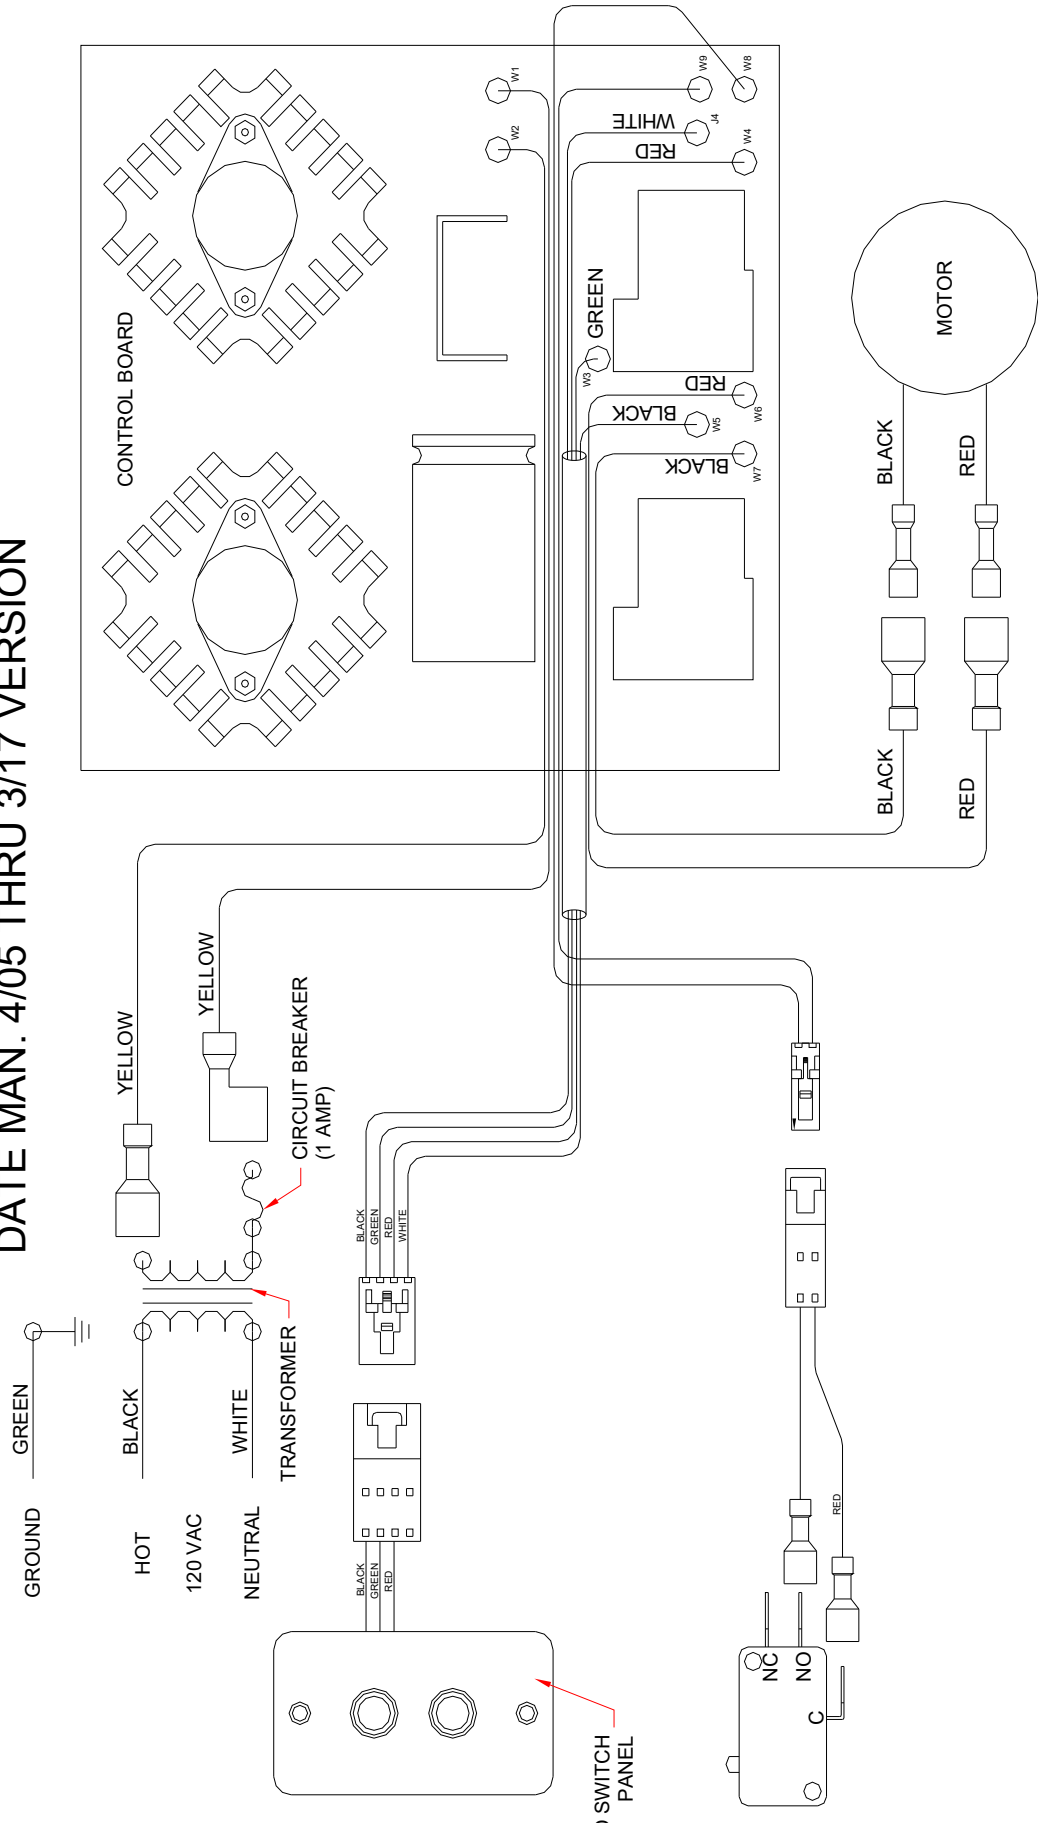 DATE MAN. 4/05 THRU 3/17 VERSION
GROUND
GREEN
HOT
BLACK
120 VAC
NEUTRAL
WHITE
TRANSFORMER
CIRCUIT BREAKER
(1 AMP)
YELLOW
YELLOW
CONTROL BOARD
W1
W2
W9
W8
WHITE
J4
RED
W4
GREEN
W3
RED
W6
BLACK
W5
BLACK
W7
MOTOR
BLACK
RED
BLACK
RED
BLACK
GREEN
RED
WHITE
BLACK
GREEN
RED
SWITCH
PANEL
RED
NC
NO
C